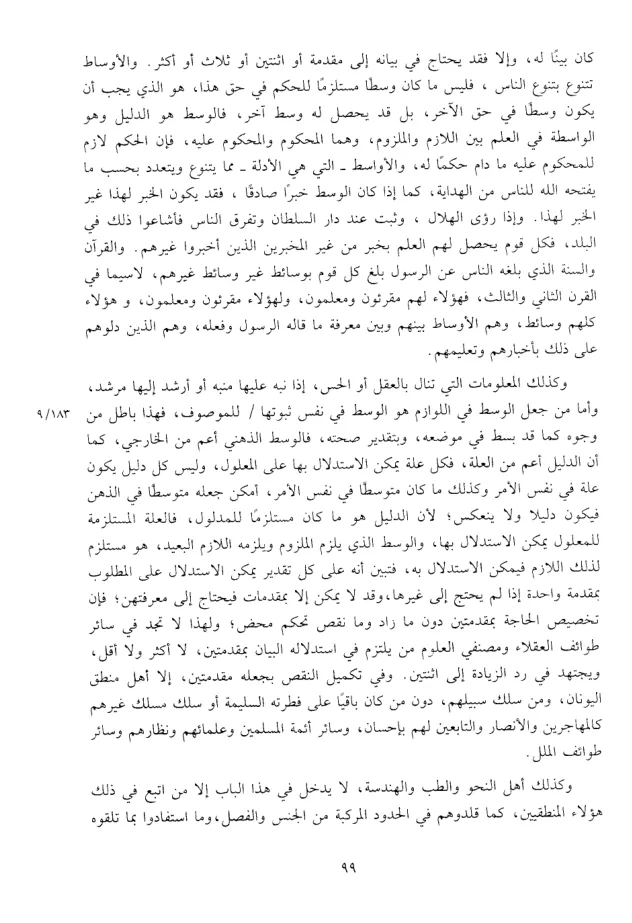 كان بينًا له، وإلا فقد يحتاج في بيانه إلى مقدمة أو اثنتين أو ثلاث أو أكثر. والأوساط
تتنوع بتنوع الناس ، فليس ما كان وسطًا مستلزمًا للحكم في حق هذا، هو الذي يجب أن
يكون وسطًا في حق الآخر، بل قد يحصل له وسط آخر، فالوسط هو الدليل وهو
الواسطة في العلم بين اللازم والملزوم، وهما المحكوم والمحكوم عليه، فإن الحكم لازم
للمحكوم عليه ما دام حكمًا له، والأواسط ـ التي هي الأدلة ـ مما يتنوع ويتعدد بحسب ما
يفتحه الله للناس من الهداية، كما إذا كان الوسط خبرًا صادقًا ، فقد يكون الخبر لهذا غير
الخبر لهذا. وإذا رؤى الهلال ، وثبت عند دار السلطان وتفرق الناس فأشاعوا ذلك في
البلد، فكل قوم يحصل لهم العلم بخبر من غير المخبرين الذين أخبروا غيرهم. والقرآن
والسنة الذي بلغه الناس عن الرسول بلغ كل قوم بوسائط غير وسائط غيرهم، لاسيما في
القرن الثاني والثالث، فهؤلاء لهم مقرئون ومعلمون، ولهؤلاء مقرئون ومعلمون، و هؤلاء
كلهم وسائط، وهم الأوساط بينهم وبين معرفة ما قاله الرسول وفعله، وهم الذين دلوهم
على ذلك بأخبارهم وتعليمهم.
وكذلك المعلومات التي تنال بالعقل أو الحس، إذا نبه عليها منبه أو أرشد إليها مرشد،
وأما من جعل الوسط في اللوازم هو الوسط في نفس ثبوتها / للموصوف، فهذا باطل من ٩/١٨٣
وجوه كما قد بسط في موضعه، وبتقدير صحته، فالوسط الذهني أعم من الخارجي، كما
أن الدليل أعم من العلة، فكل علة يمكن الاستدلال بها على المعلول، وليس كل دليل يكون
علة في نفس الأمر وكذلك ما كان متوسطًا في نفس الأمر، أمكن جعله متوسطًا في الذهن
فيكون دليلا ولا ينعكس؛ لأن الدليل هو ما كان مستلزمًا للمدلول، فالعلة المستلزمة
للمعلول يمكن الاستدلال بها، والوسط الذي يلزم الملزوم ويلزمه اللازم البعيد، هو مستلزم
لذلك اللازم فيمكن الاستدلال به، فتبين أنه على كل تقدير يمكن الاستدلال على المطلوب
بمقدمة واحدة إذا لم يحتج إلى غيرها،وقد لا يمكن إلا بمقدمات فيحتاج إلى معرفتهن؛ فإن
تخصيص الحاجة بمقدمتين دون ما زاد وما نقص تحكم محض؛ ولهذا لا تجد في سائر
طوائف العقلاء ومصنفي العلوم من يلتزم في استدلاله البيان بمقدمتين، لا أكثر ولا أقل،
ويجتهد في رد الزيادة إلى اثنتين. وفي تكميل النقص بجعله مقدمتين، إلا أهل منطق
اليونان، ومن سلك سبيلهم، دون من كان باقيًا على فطرته السليمة أو سلك مسلك غيرهم
كالمهاجرين والأنصار والتابعين لهم بإحسان، وسائر أئمة المسلمين وعلمائهم ونظارهم وسائر
طوائف الملل.
وكذلك أهل النحو والطب والهندسة، لا يدخل في هذا الباب إلا من اتبع في ذلك
هؤلاء المنطقيين، كما قلدوهم في الحدود المركبة من الجنس والفصل،وما استفادوا بما تلقوه
٩٩